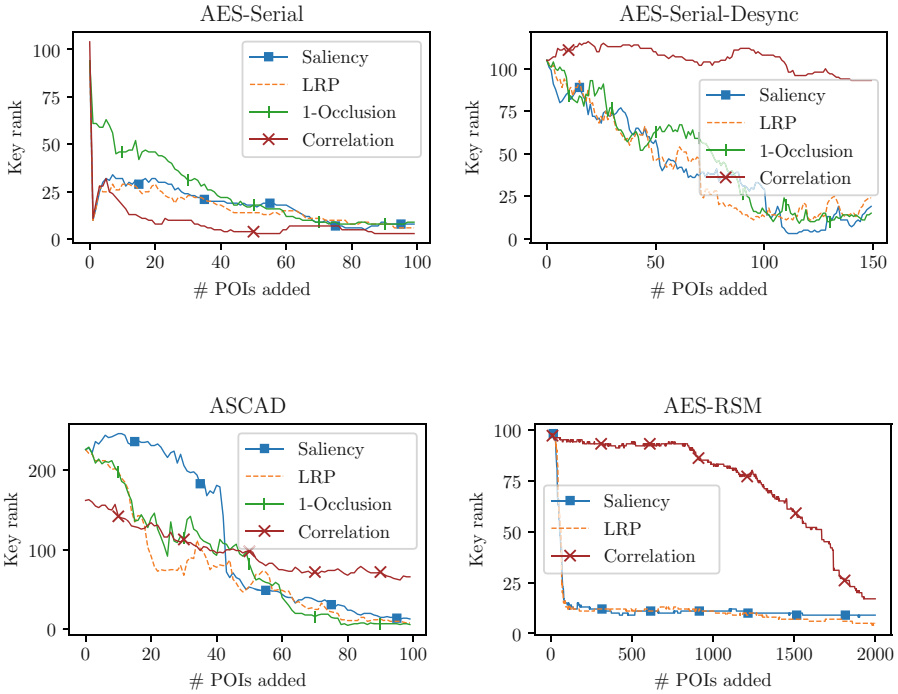 AES-Serial
Key rank
100
75
50
25
0
Saliency
LRP
1-Occlusion
Correlation
0 20 40 60 80 100
# POIs added
AES-Serial-Desync
Key rank
100
75
50
25
0
Saliency
LRP
1-Occlusion
Correlation
0 50 100 150
# POIs added
ASCAD
Key rank
200
100
0
Saliency
LRP
1-Occlusion
Correlation
0 20 40 60 80 100
# POIs added
AES-RSM
Key rank
100
75
50
25
0
Saliency
LRP
Correlation
0 500 1000 1500 2000
# POIs added